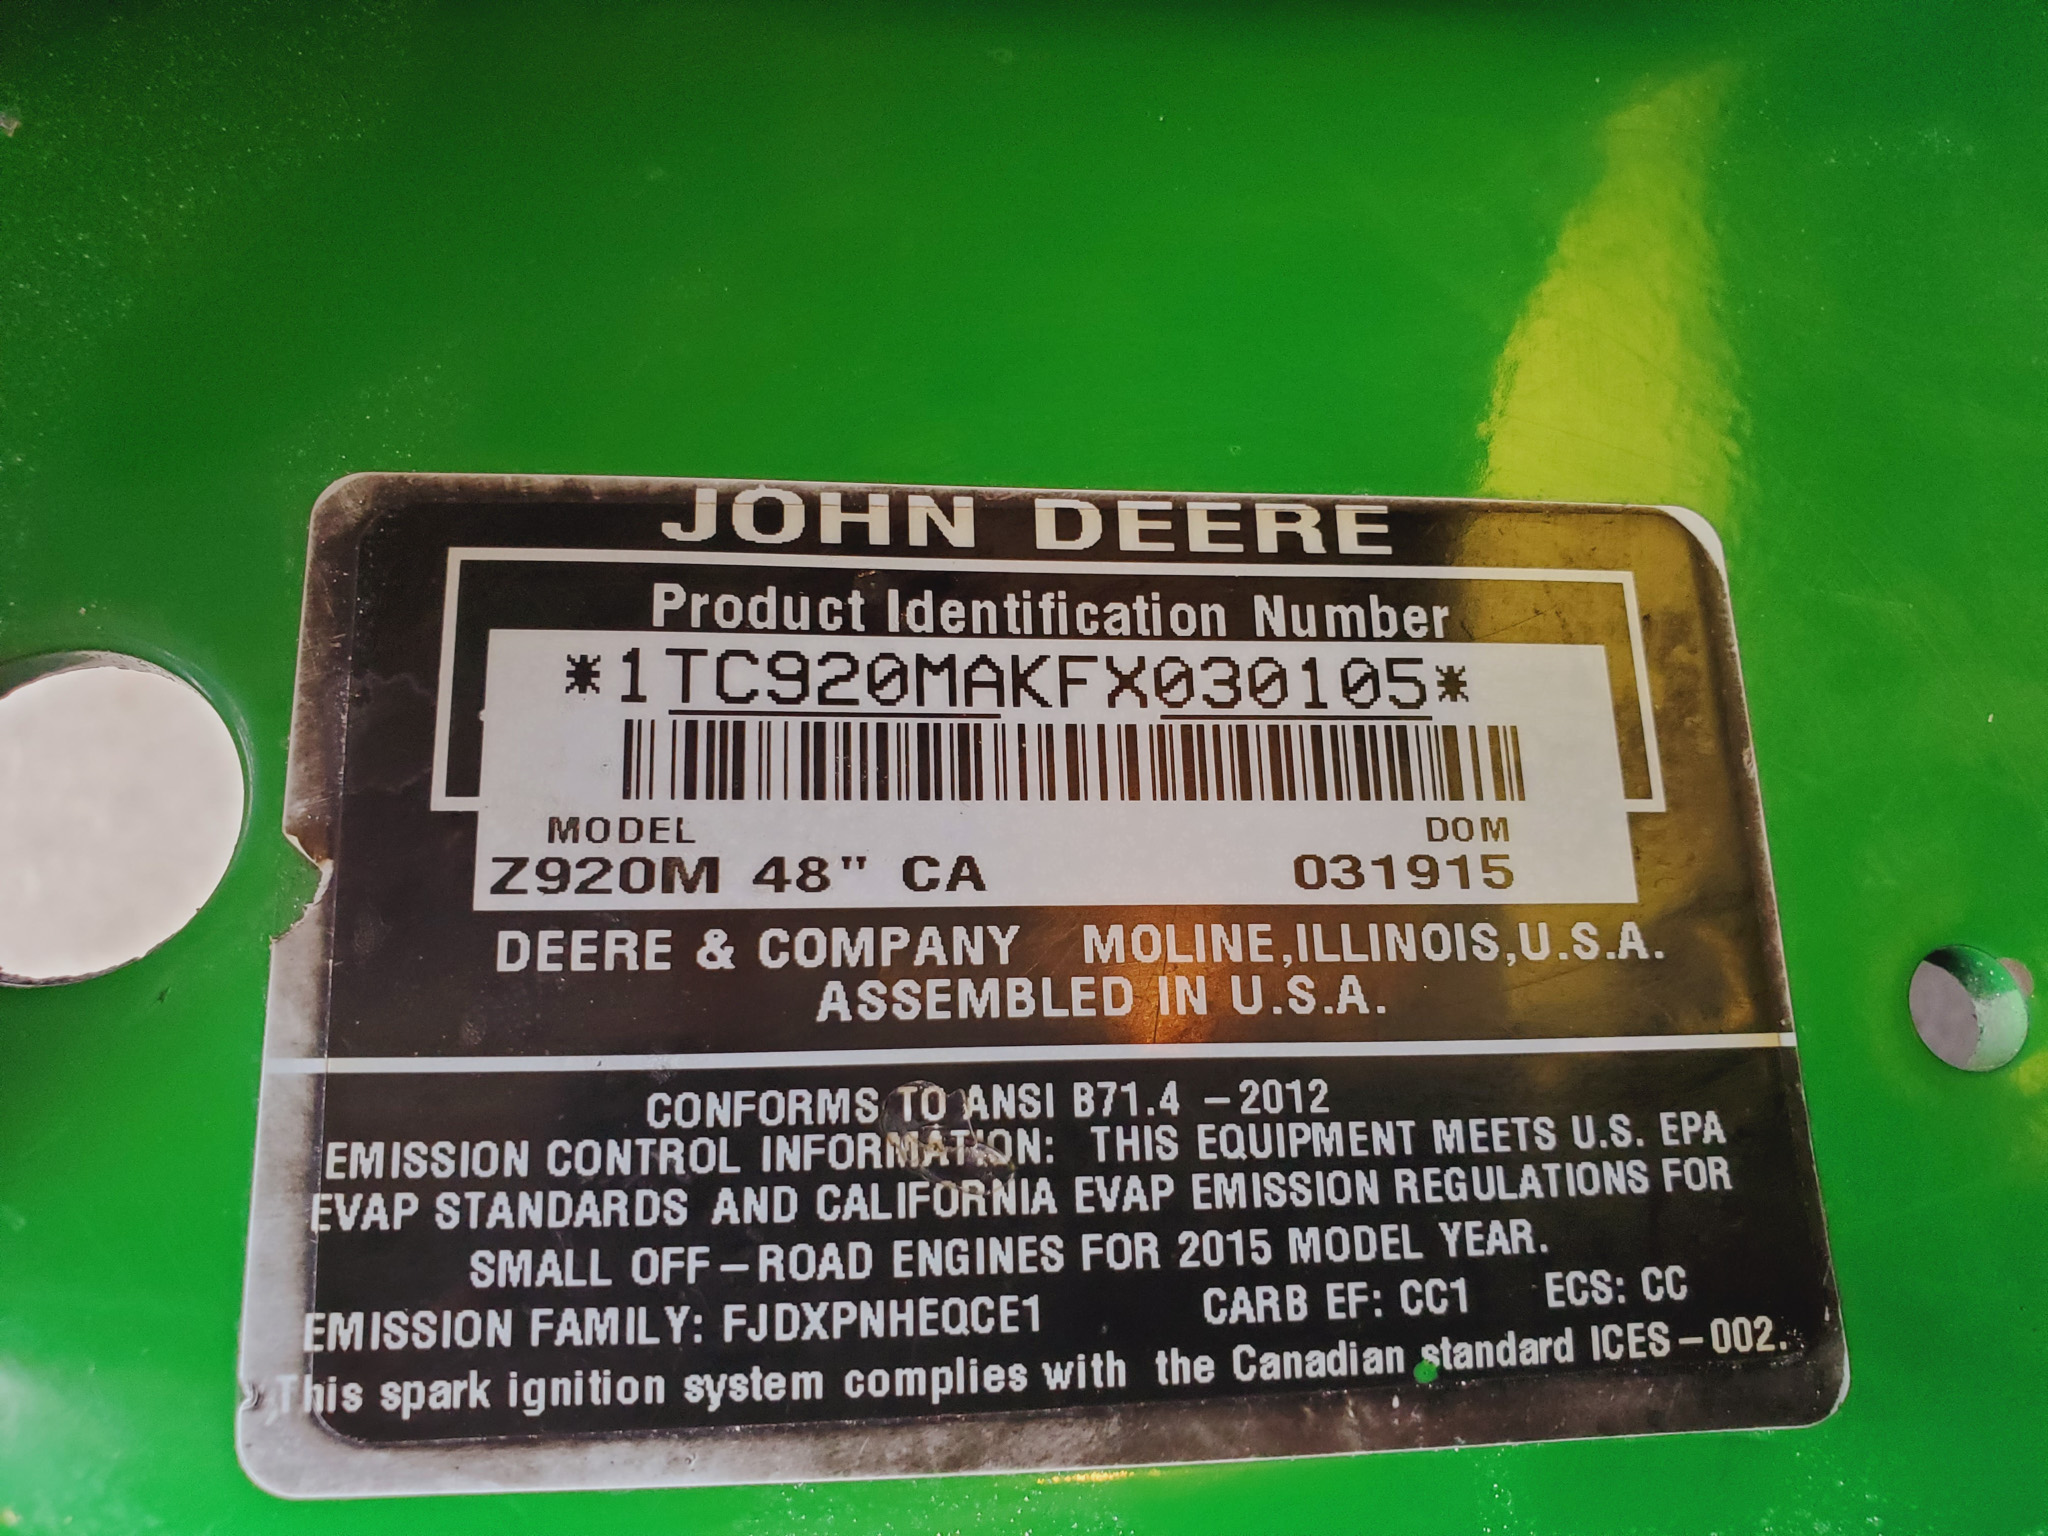 JOHN DEERE
Product Identification Number
*1TC920MAKFX030105*
MODEL DOM
Z920M 48" CA 031915
DEERE & COMPANY MOLINE,ILLINOIS,U.S.A.
ASSEMBLED IN U.S.A.
CONFORMS TO ANSI B71.4 –2012
EMISSION CONTROL INFORMATION: THIS EQUIPMENT MEETS U.S. EPA
EVAP STANDARDS AND CALIFORNIA EVAP EMISSION REGULATIONS FOR
SMALL OFF–ROAD ENGINES FOR 2015 MODEL YEAR.
EMISSION FAMILY: FJDXPNHEQCE1 CARB EF: CC1 ECS: CC
This spark ignition system complies with the Canadian standard ICES–002.